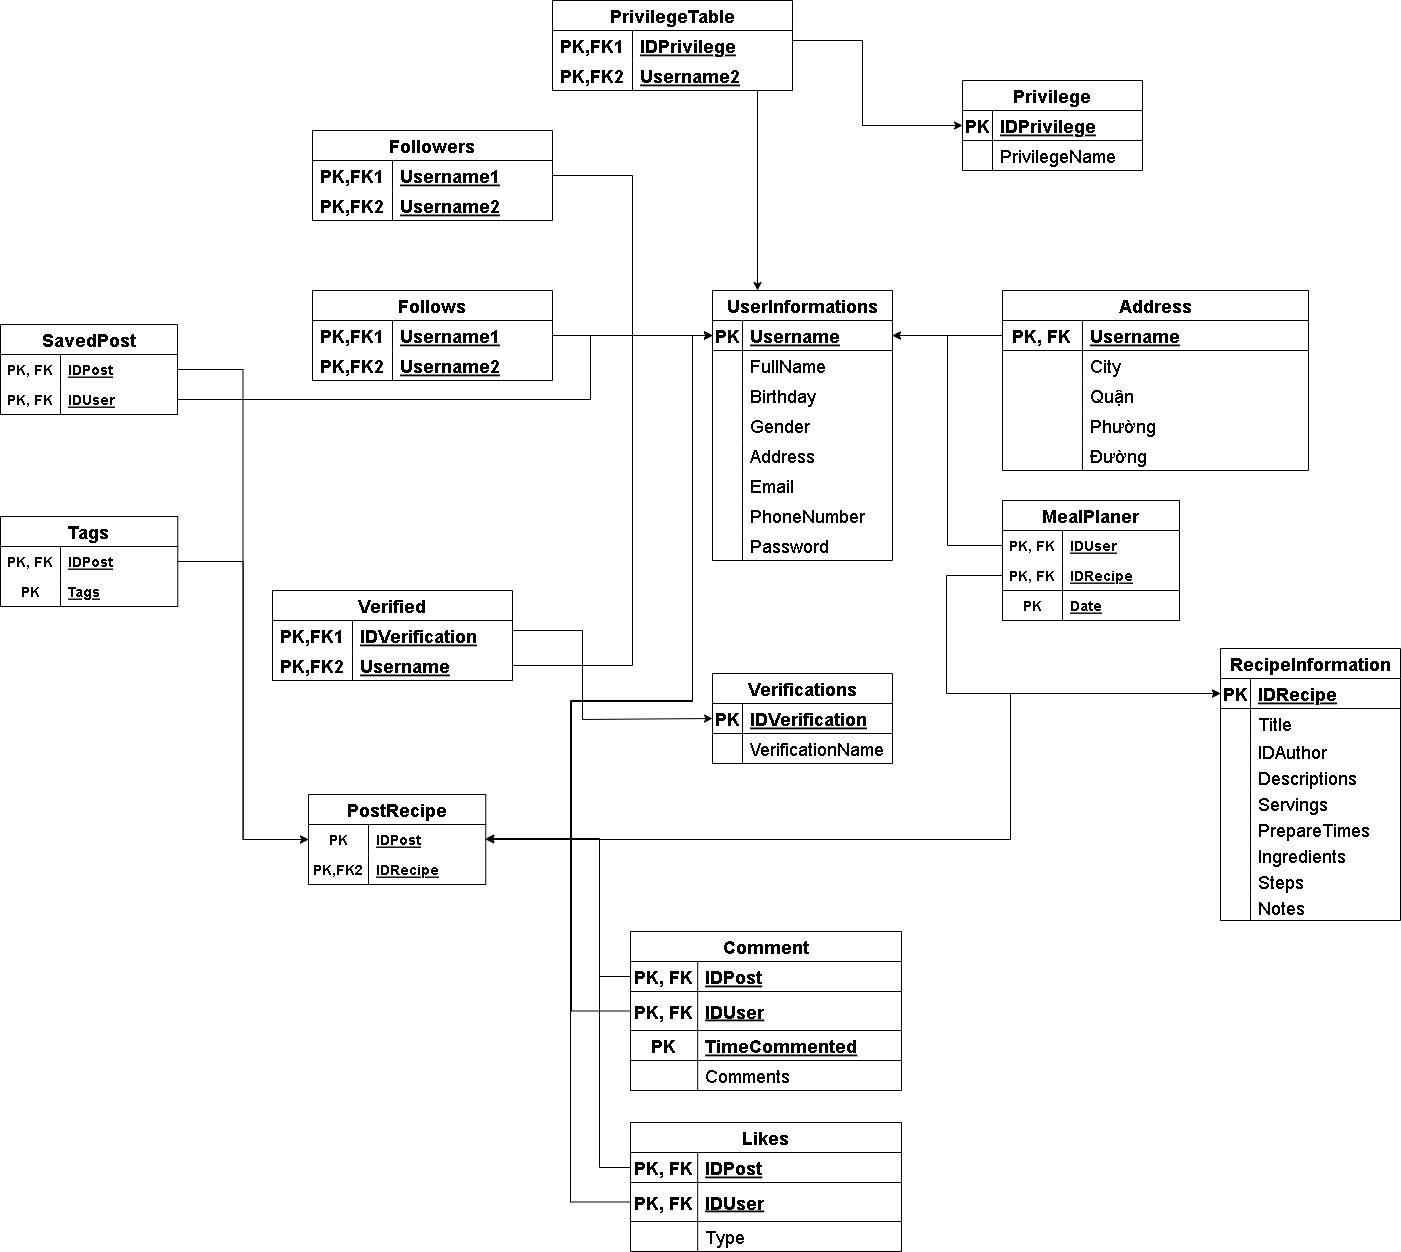 PrivilegeTable
PK,FK1 IDPrivilege
PK,FK2 Username2
Privilege
PK IDPrivilege
PrivilegeName
Followers
PK,FK1 Username1
PK,FK2 Username2
Follows
PK,FK1 Username1
PK,FK2 Username2
UserInformations
PK Username
FullName
Birthday
Gender
Address
Email
PhoneNumber
Password
Address
PK, FK Username
City
Quận
Phường
Đường
SavedPost
PK, FK IDPost
PK, FK IDUser
MealPlaner
PK, FK IDUser
PK, FK IDRecipe
PK Date
Tags
PK, FK IDPost
PK Tags
Verified
PK,FK1 IDVerification
PK,FK2 Username
Verifications
PK IDVerification
VerificationName
RecipeInformation
PK IDRecipe
Title
IDAuthor
Descriptions
Servings
PrepareTimes
Ingredients
Steps
Notes
PostRecipe
PK IDPost
PK,FK2 IDRecipe
Comment
PK, FK IDPost
PK, FK IDUser
PK TimeCommented
Comments
Likes
PK, FK IDPost
PK, FK IDUser
Type